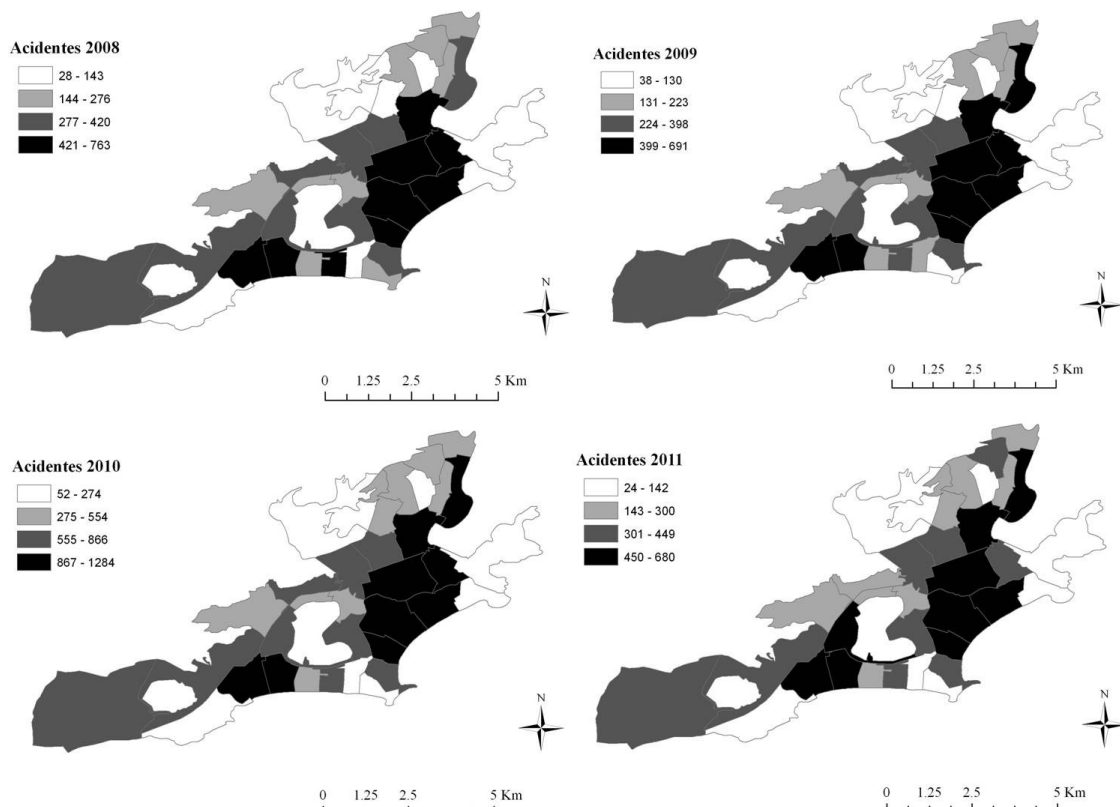 Acidentes 2008
28 - 143
144 - 276
277 - 420
421 - 763
N
0 1.25 2.5 5 Km
Acidentes 2009
38 - 130
131 - 223
224 - 398
399 - 691
N
0 1.25 2.5 5 Km
Acidentes 2010
52 - 274
275 - 554
555 - 866
867 - 1284
N
0 1.25 2.5 5 Km
Acidentes 2011
24 - 142
143 - 300
301 - 449
450 - 680
N
0 1.25 2.5 5 Km